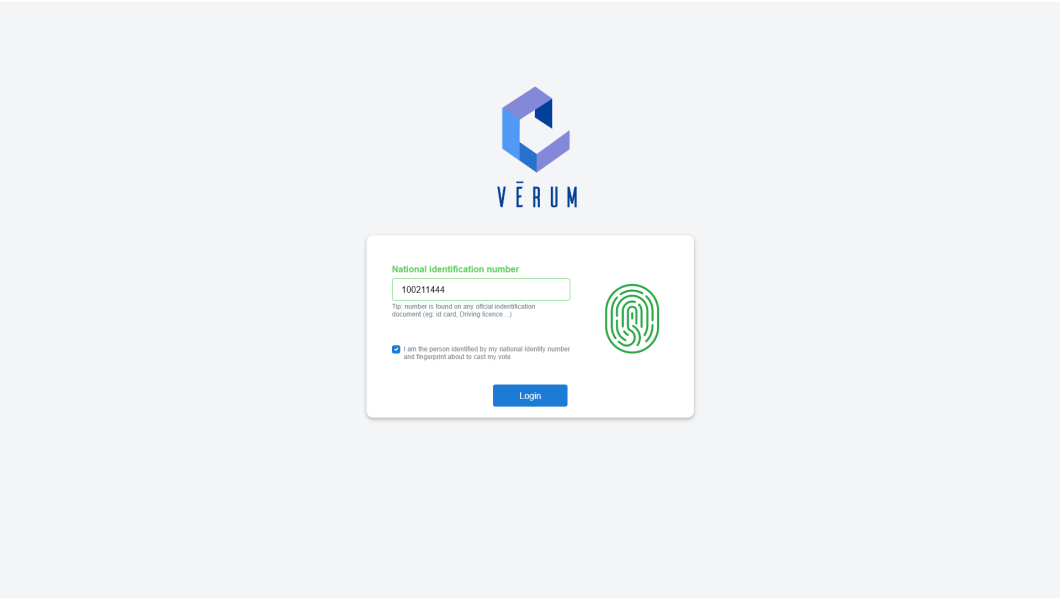 VĒRUM
National identification number
100211444
Tip: number is found on any offcial indentification
document (eg: id card, Driving licence...)
I am the person identified by my national Identity number
and fingerprint about to cast my vote
Login